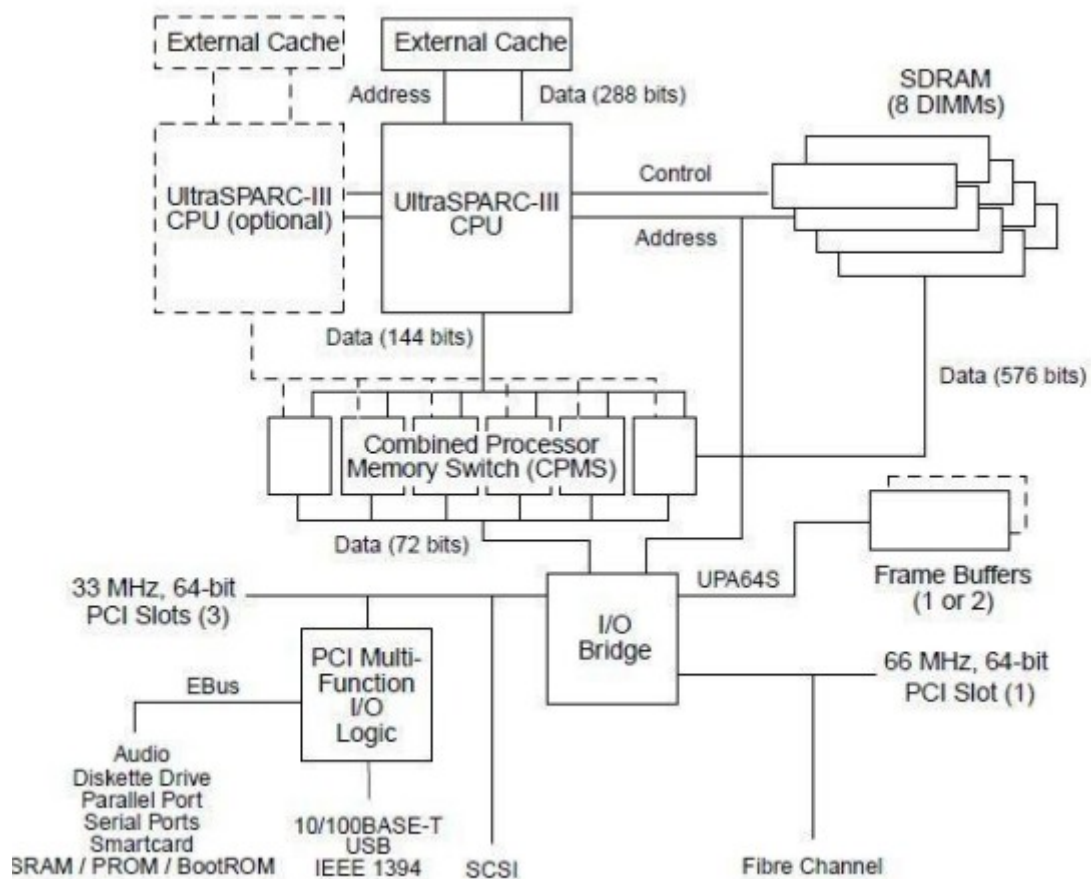 External Cache
External Cache
Address
Data (288 bits)
SDRAM
(8 DIMMs)
UltraSPARC-III
CPU (optional)
UltraSPARC-III
CPU
Control
Address
Data (144 bits)
Data (576 bits)
Combined Processor
Memory Switch (CPMS)
Data (72 bits)
UPA64S
Frame Buffers
(1 or 2)
33 MHz, 64-bit
PCI Slots (3)
I/O
Bridge
PCI Multi-
Function
I/O
Logic
EBus
66 MHz, 64-bit
PCI Slot (1)
Audio
Diskette Drive
Parallel Port
Serial Ports
Smartcard
SRAM / PROM / BootROM
10/100BASE-T
USB
IEEE 1394
SCSI
Fibre Channel